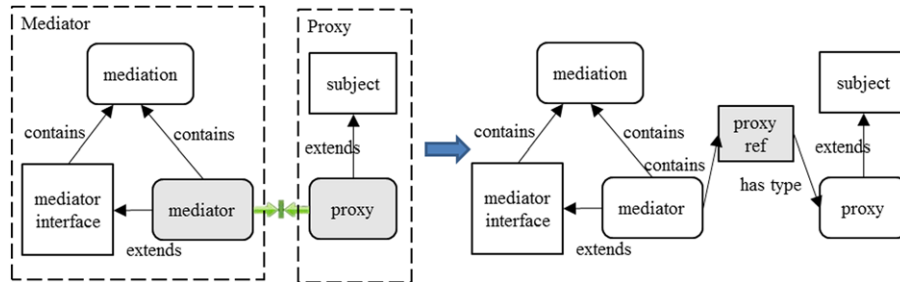 Mediator
mediation
contains
contains
mediator
interface
mediator
extends
Proxy
subject
extends
proxy
mediation
contains
contains
contains
mediator
interface
mediator
extends
proxy
ref
has type
subject
extends
proxy